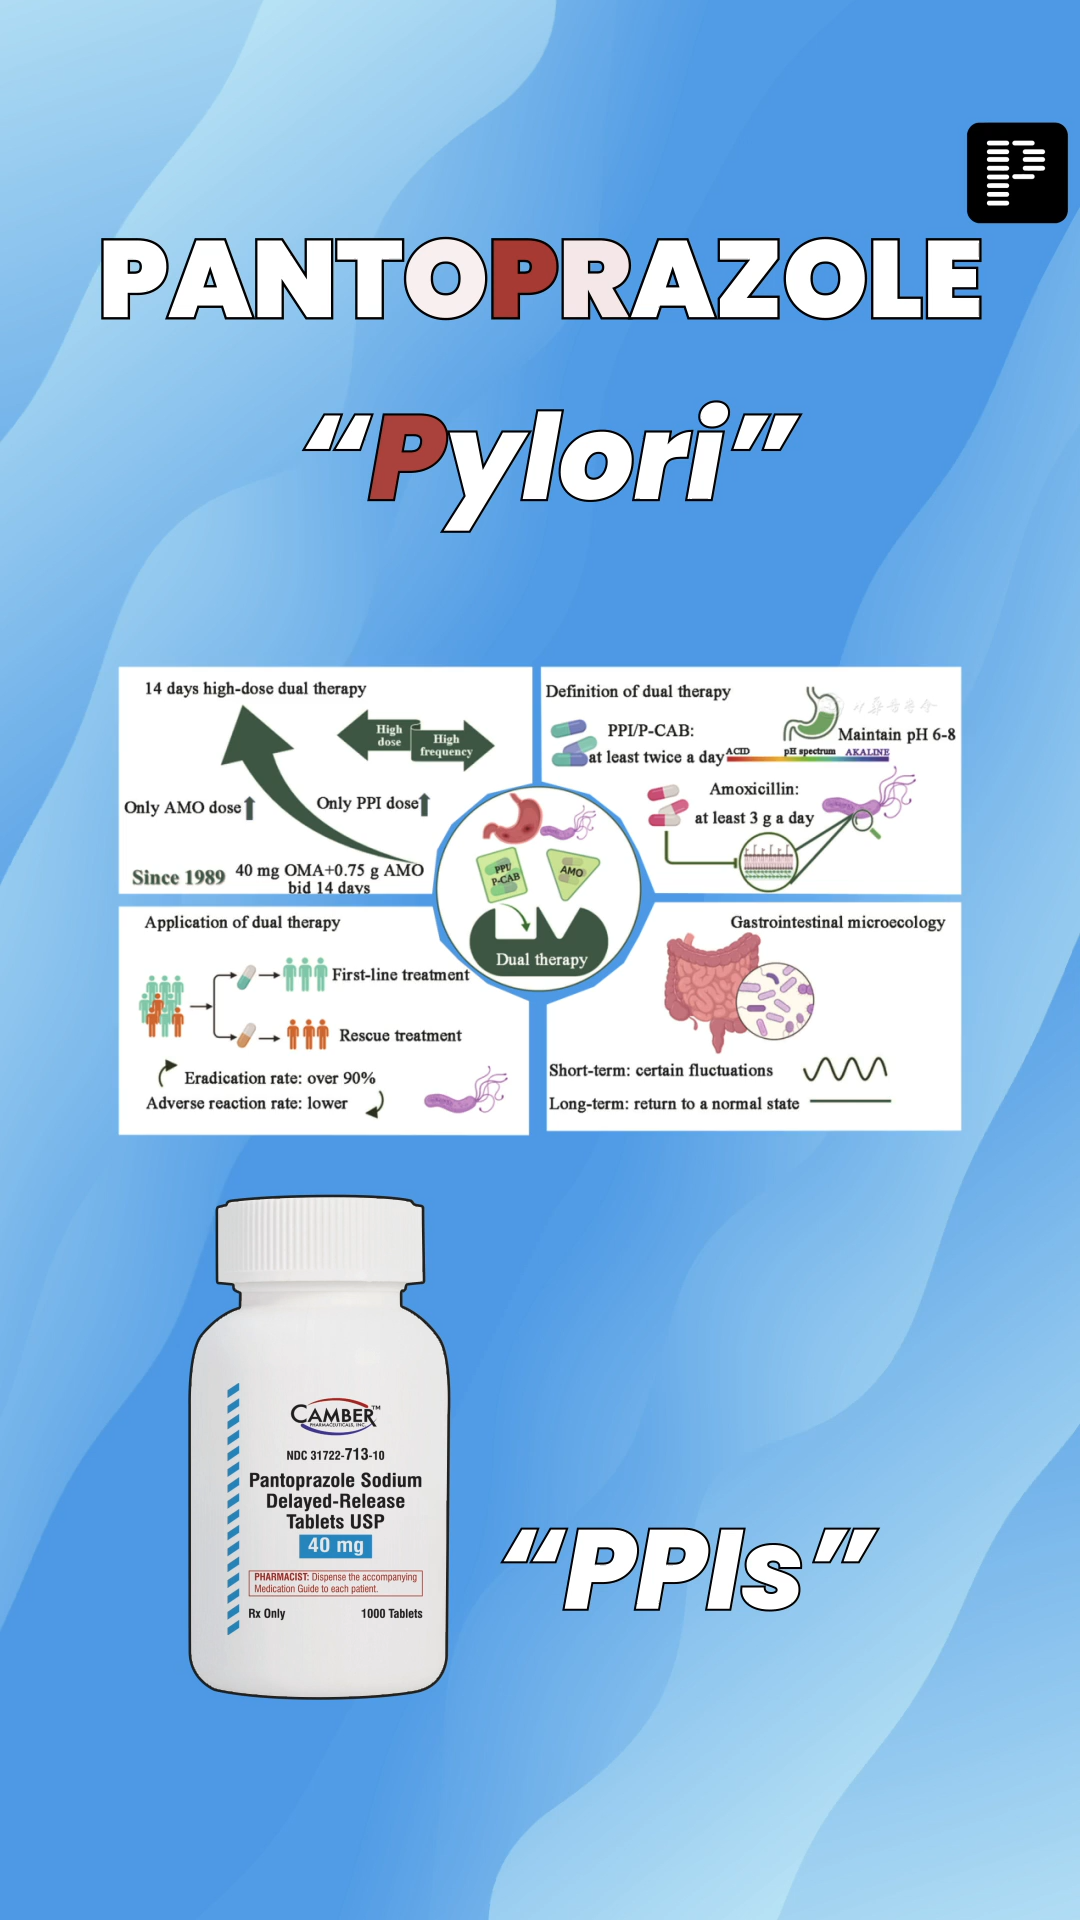 PANTOPRAZOLE
“Pylori”
14 days high-dose dual therapy
High
dose
High
frequency
Only AMO dose
Only PPI dose
Since 1989
40 mg OMA+0.75 g AMO
bid 14 days
Definition of dual therapy
PPI/P-CAB:
at least twice a day
Maintain pH 6-8
ACID
pH spectrum
AKALINE
Amoxicillin:
at least 3 g a day
PPI/
P-CAB
AMO
Dual therapy
Application of dual therapy
First-line treatment
Rescue treatment
Eradication rate: over 90%
Adverse reaction rate: lower
Gastrointestinal microecology
Short-term: certain fluctuations
Long-term: return to a normal state
CAMBER™
PHARMACEUTICALS, INC.
NDC 31722-713-10
Pantoprazole Sodium
Delayed-Release
Tablets USP
40 mg
PHARMACIST: Dispense the accompanying
Medication Guide to each patient.
Rx Only
1000 Tablets
“PPIs”